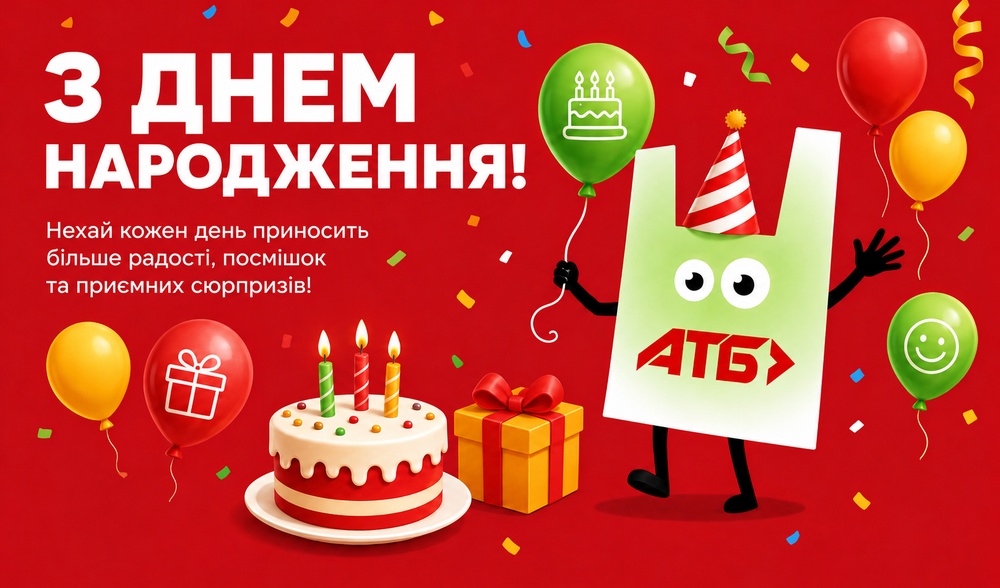 З ДНЕМ
НАРОДЖЕННЯ!
Нехай кожен день приносить
більше радості, посмішок
та приємних сюрпризів!
АТБ